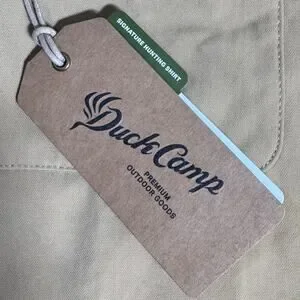 SIGNATURE HUNTING SHIRT
Duck Camp
PREMIUM
OUTDOOR GOODS